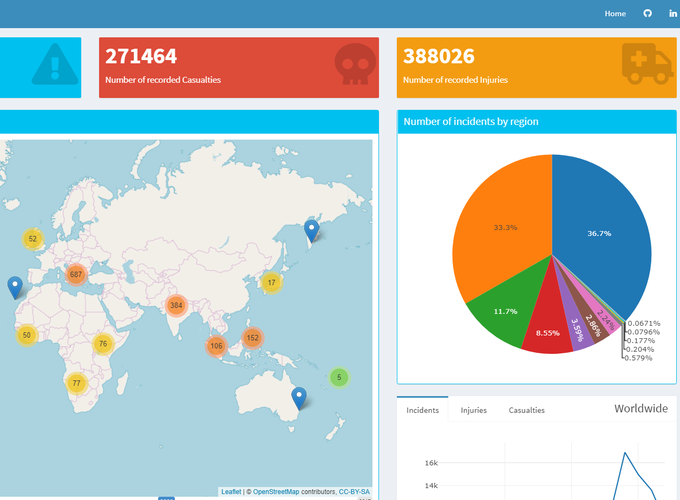 Home
271464
Number of recorded Casualties
388026
Number of recorded Injuries
Number of incidents by region
52
687
17
384
50
76
106
152
77
5
Leaflet | © OpenStreetMap contributors, CC-BY-SA
33.3%
36.7%
11.7%
8.55%
3.59%
2.86%
2.24%
0.0671%
0.0796%
0.177%
0.204%
0.579%
Incidents
Injuries
Casualties
Worldwide
16k
14k